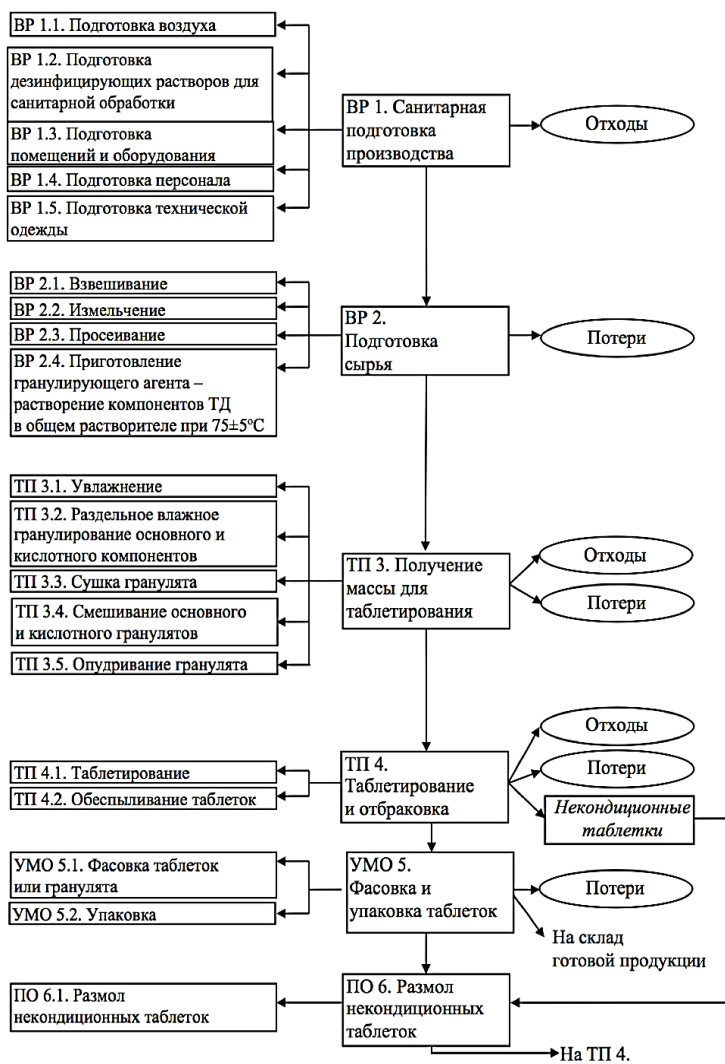 ВР 1.1. Подготовка воздуха
ВР 1.2. Подготовка
дезинфицирующих растворов для
санитарной обработки
ВР 1.3. Подготовка
помещений и оборудования
ВР 1.4. Подготовка персонала
ВР 1.5. Подготовка технической
одежды
ВР 1. Санитарная
подготовка
производства
Отходы
ВР 2.1. Взвешивание
ВР 2.2. Измельчение
ВР 2.3. Просеивание
ВР 2.4. Приготовление
гранулирующего агента –
растворение компонентов ТД
в общем растворителе при 75±5°С
ВР 2.
Подготовка
сырья
Потери
ТП 3.1. Увлажнение
ТП 3.2. Раздельное влажное
гранулирование основного и
кислотного компонентов
ТП 3.3. Сушка гранулята
ТП 3.4. Смешивание основного
и кислотного гранулятов
ТП 3.5. Опудривание гранулята
ТП 3. Получение
массы для
таблетирования
Отходы
Потери
ТП 4.1. Таблетирование
ТП 4.2. Обеспыливание таблеток
ТП 4.
Таблетирование
и отбраковка
Отходы
Потери
Некондиционные
таблетки
УМО 5.1. Фасовка таблеток
или гранулята
УМО 5.2. Упаковка
УМО 5.
Фасовка и
упаковка таблеток
Потери
На склад
готовой продукции
ПО 6.1. Размол
некондиционных таблеток
ПО 6. Размол
некондиционных
таблеток
На ТП 4.